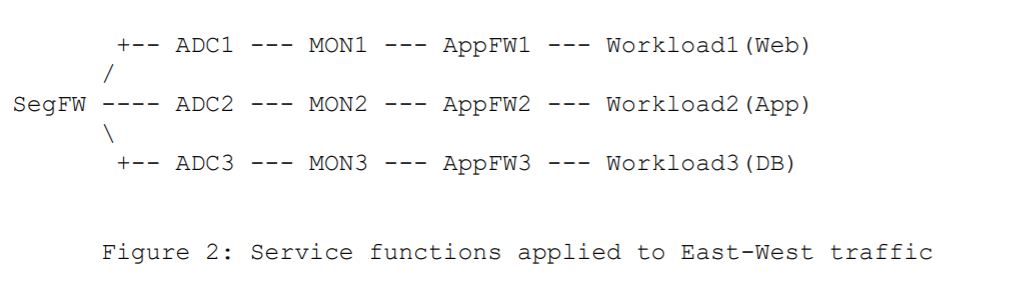 +-- ADC1 --- MON1 --- AppFW1 --- Workload1(Web)
/
SegFW ---- ADC2 --- MON2 --- AppFW2 --- Workload2(App)
\
+-- ADC3 --- MON3 --- AppFW3 --- Workload3(DB)
Figure 2: Service functions applied to East-West traffic